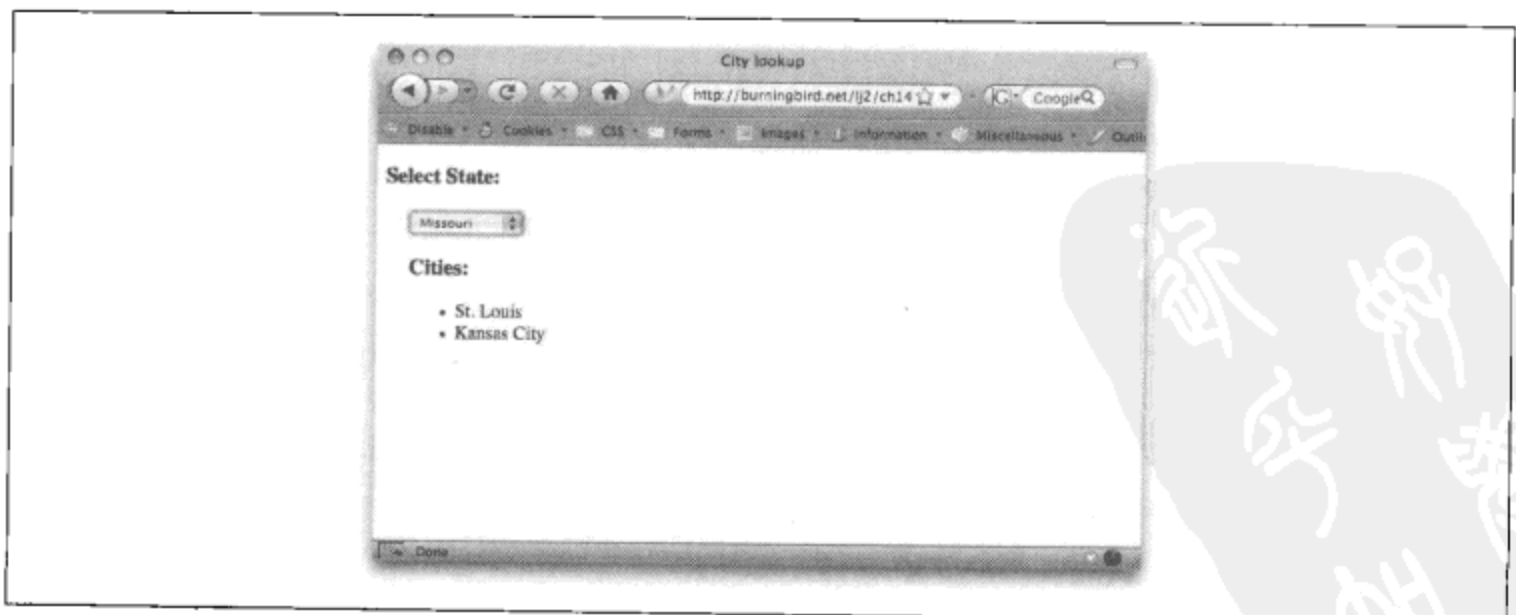 City lookup
http://burningbird.net/lj2/ch14
Google
Disable Cookies CSS Forms Images Information Miscellaneous Outli
Select State:
Missouri
Cities:
• St. Louis
• Kansas City
Done